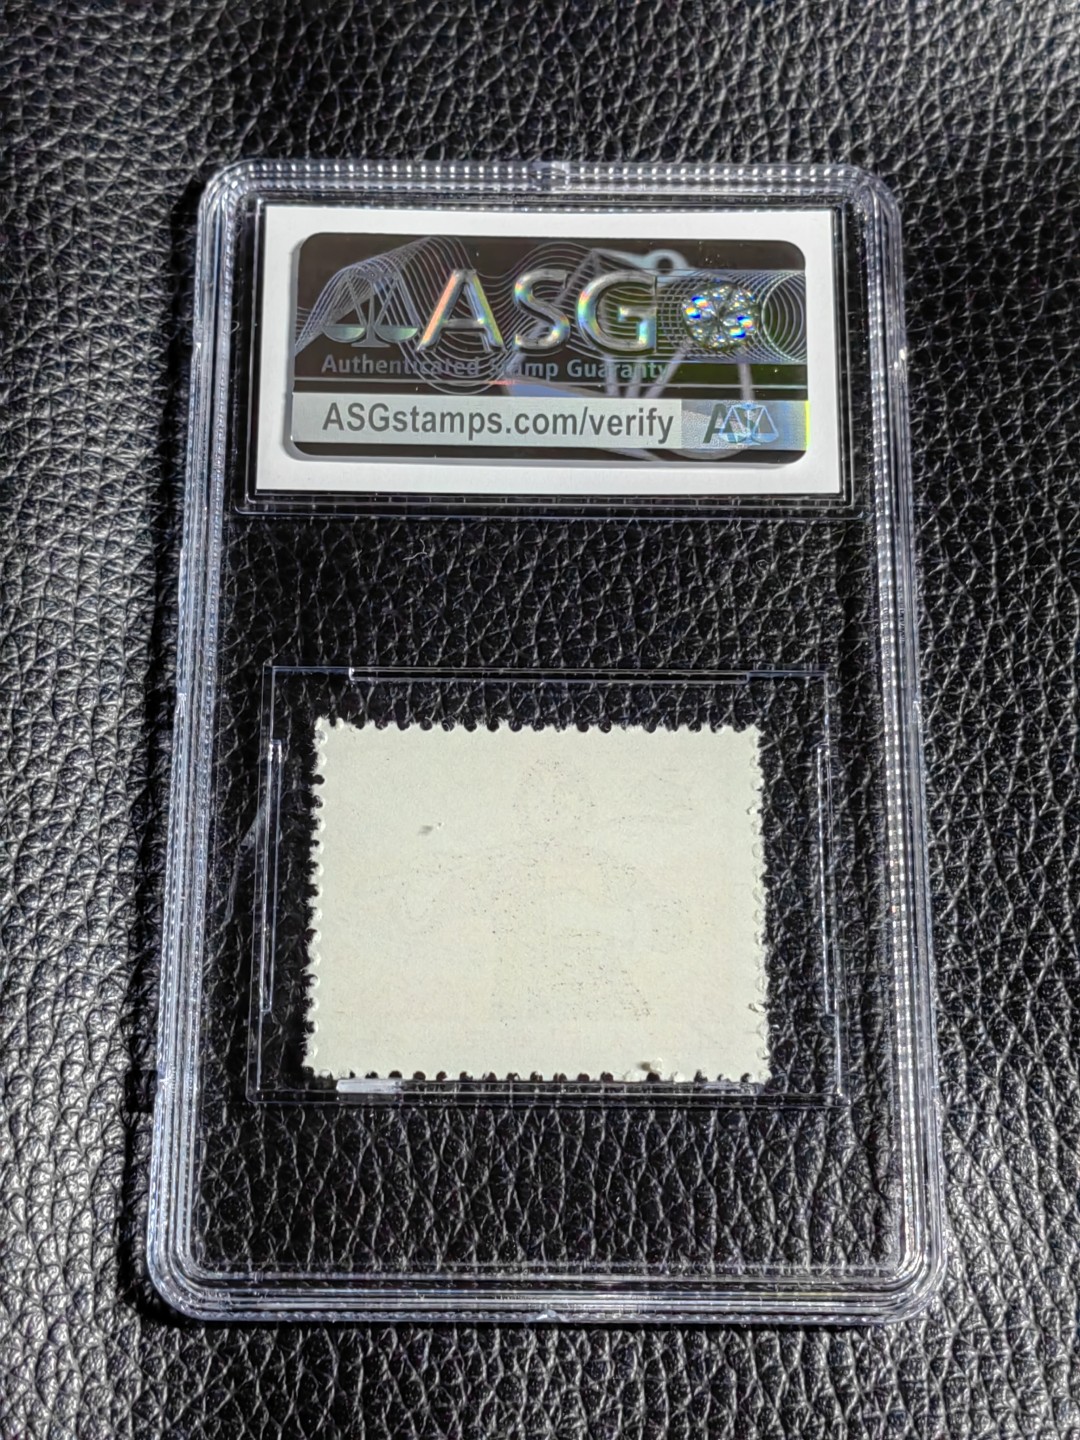 ASG
Authenticated Stamp Guaranty
ASGstamps.com/verify